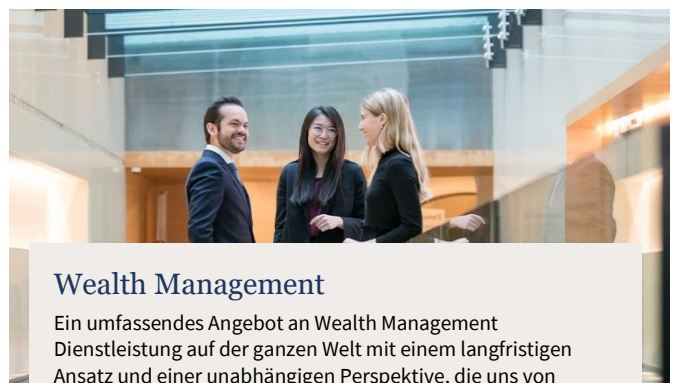 Wealth Management
Ein umfassendes Angebot an Wealth Management
Dienstleistung auf der ganzen Welt mit einem langfristigen
Ansatz und einer unabhängigen Perspektive, die uns von